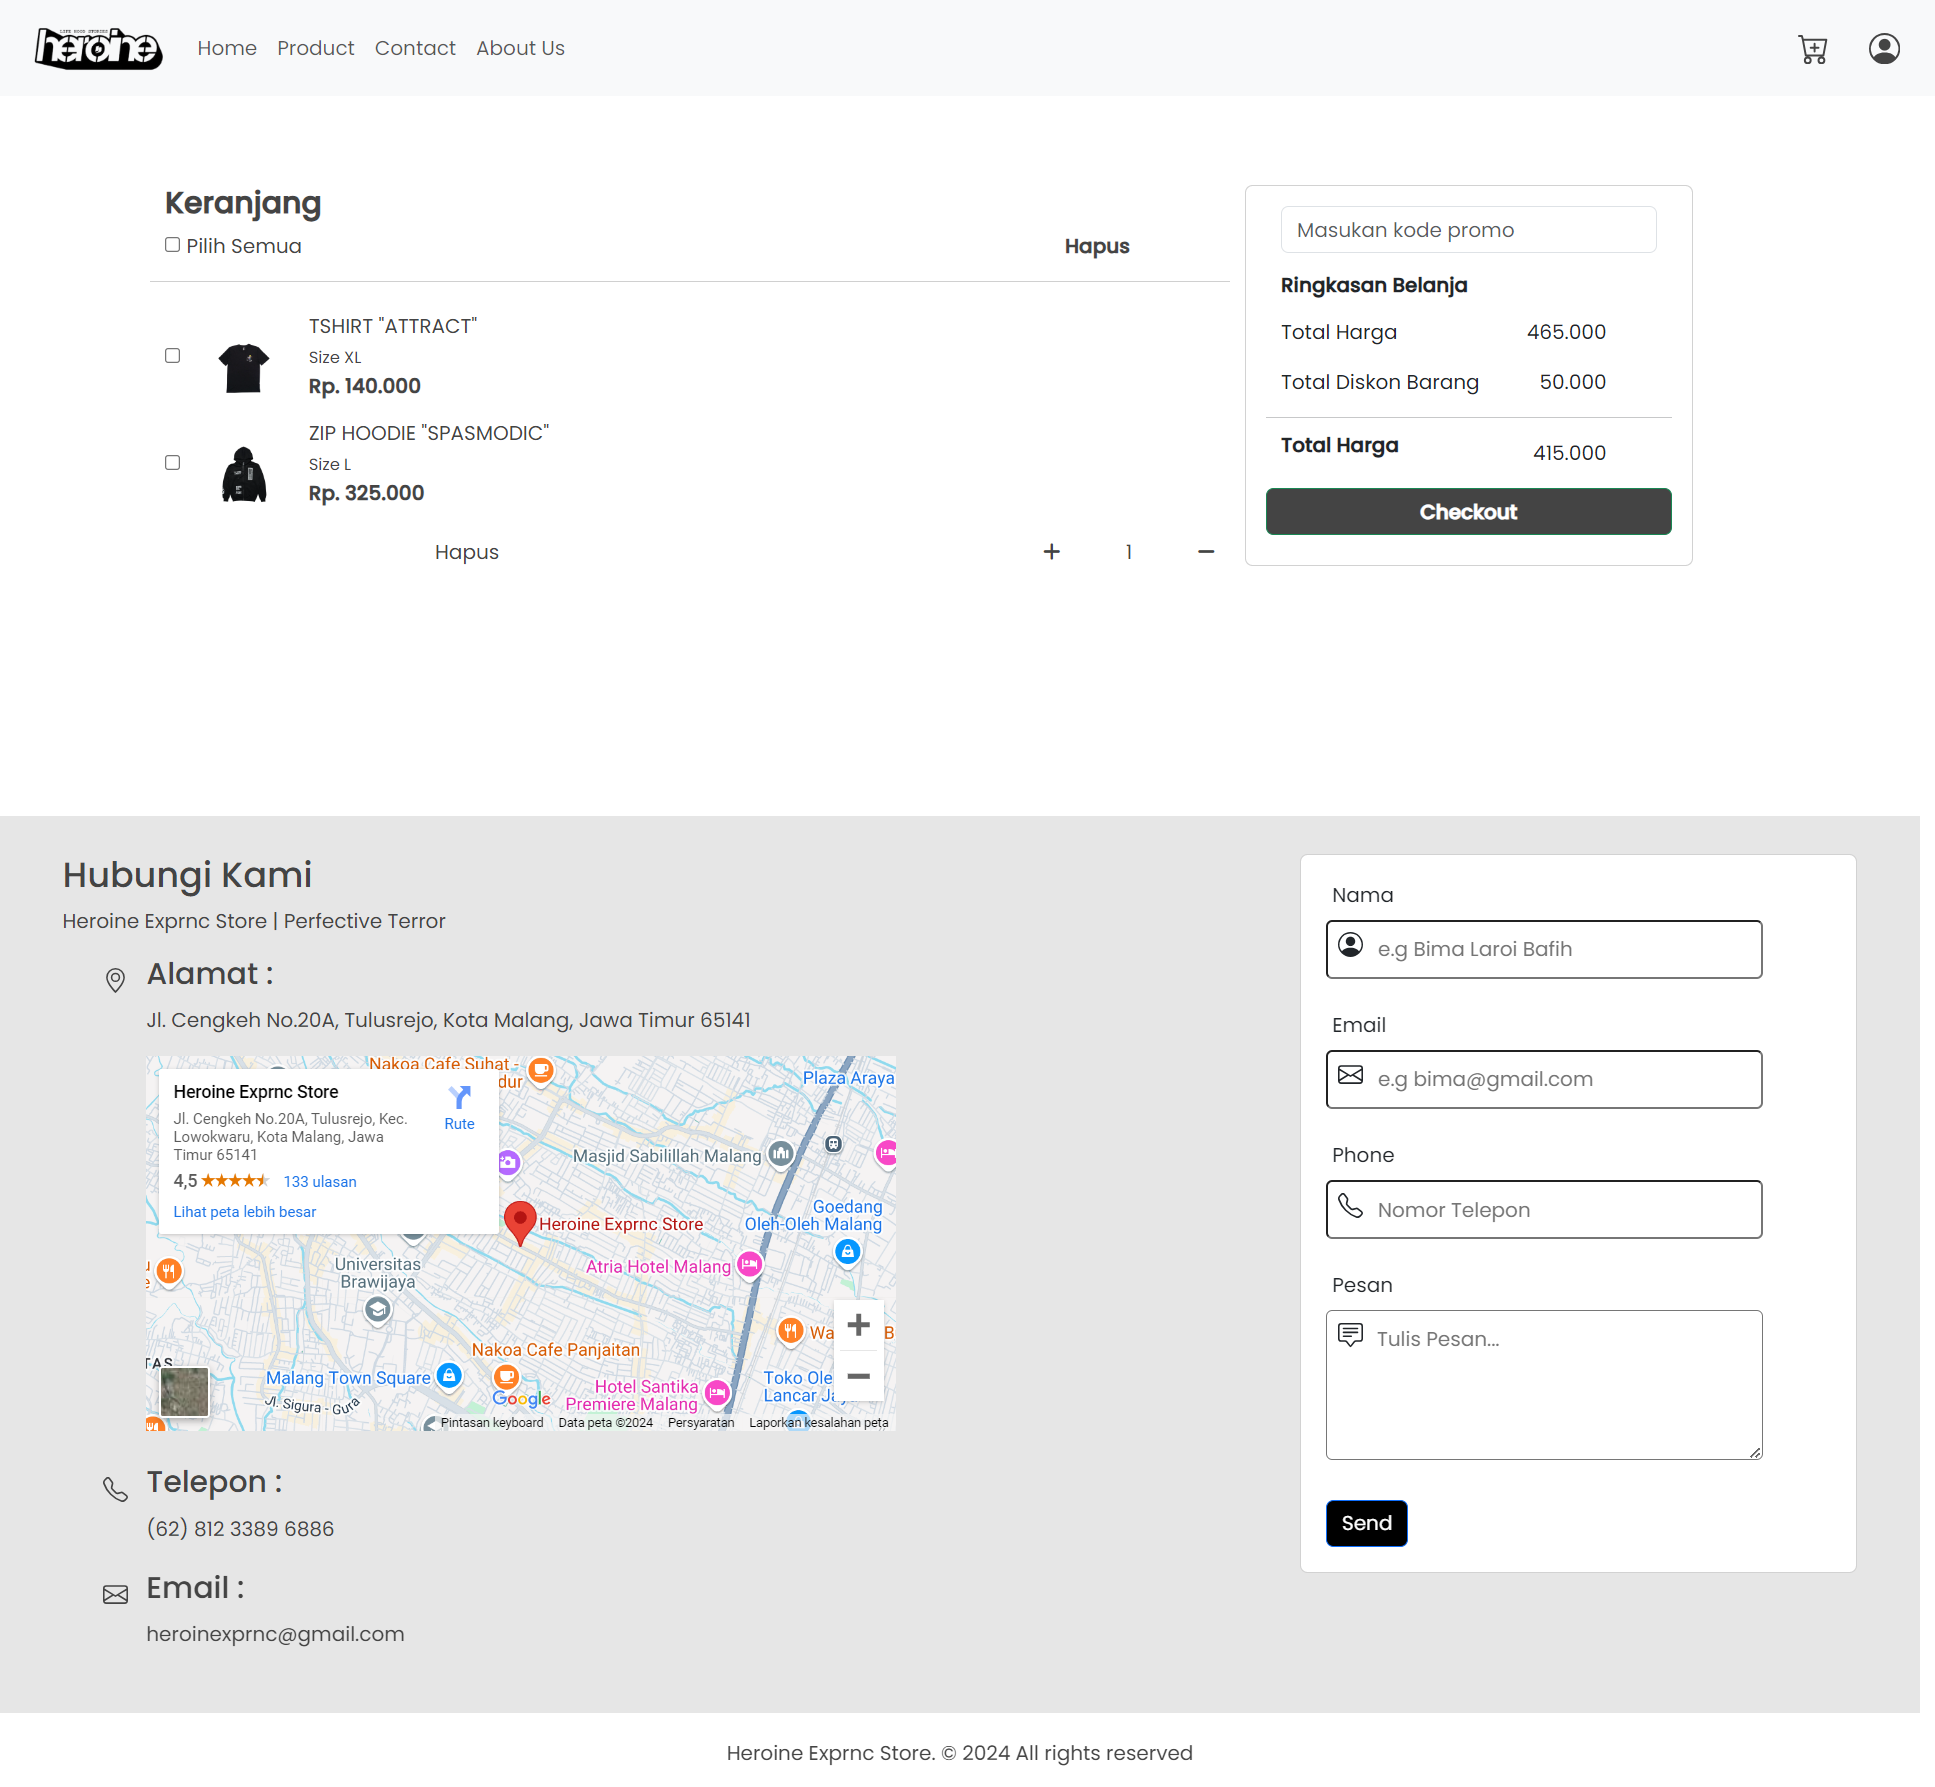 LIFE GOOD STORIES
heroine
Home
Product
Contact
About Us
Keranjang
Pilih Semua
Hapus
TSHIRT "ATTRACT"
Size XL
Rp. 140.000
ZIP HOODIE "SPASMODIC"
Size L
Rp. 325.000
Hapus
+
1
−
Masukan kode promo
Ringkasan Belanja
Total Harga 465.000
Total Diskon Barang 50.000
Total Harga 415.000
Checkout
Hubungi Kami
Heroine Exprnc Store | Perfective Terror
Alamat :
Jl. Cengkeh No.20A, Tulusrejo, Kota Malang, Jawa Timur 65141
Heroine Exprnc Store
Jl. Cengkeh No.20A, Tulusrejo, Kec.
Lowokwaru, Kota Malang, Jawa
Timur 65141
4,5
133 ulasan
Lihat peta lebih besar
Rute
Nakoa Cafe Suhat -
dur
Plaza Araya
Masjid Sabilillah Malang
Goedang
Oleh-Oleh Malang
Heroine Exprnc Store
Universitas
Brawijaya
Atria Hotel Malang
Wa
B
Nakoa Cafe Panjaitan
TAS
Malang Town Square
Toko Ole
Lancar Ja
Hotel Santika
Premiere Malang
Jl. Sigura - Gura
Google
+
−
Pintasan keyboard
Data peta ©2024
Persyaratan
Laporkan kesalahan peta
Telepon :
(62) 812 3389 6886
Email :
heroinexprnc@gmail.com
Nama
e.g Bima Laroi Bafih
Email
e.g bima@gmail.com
Phone
Nomor Telepon
Pesan
Tulis Pesan...
Send
Heroine Exprnc Store. © 2024 All rights reserved